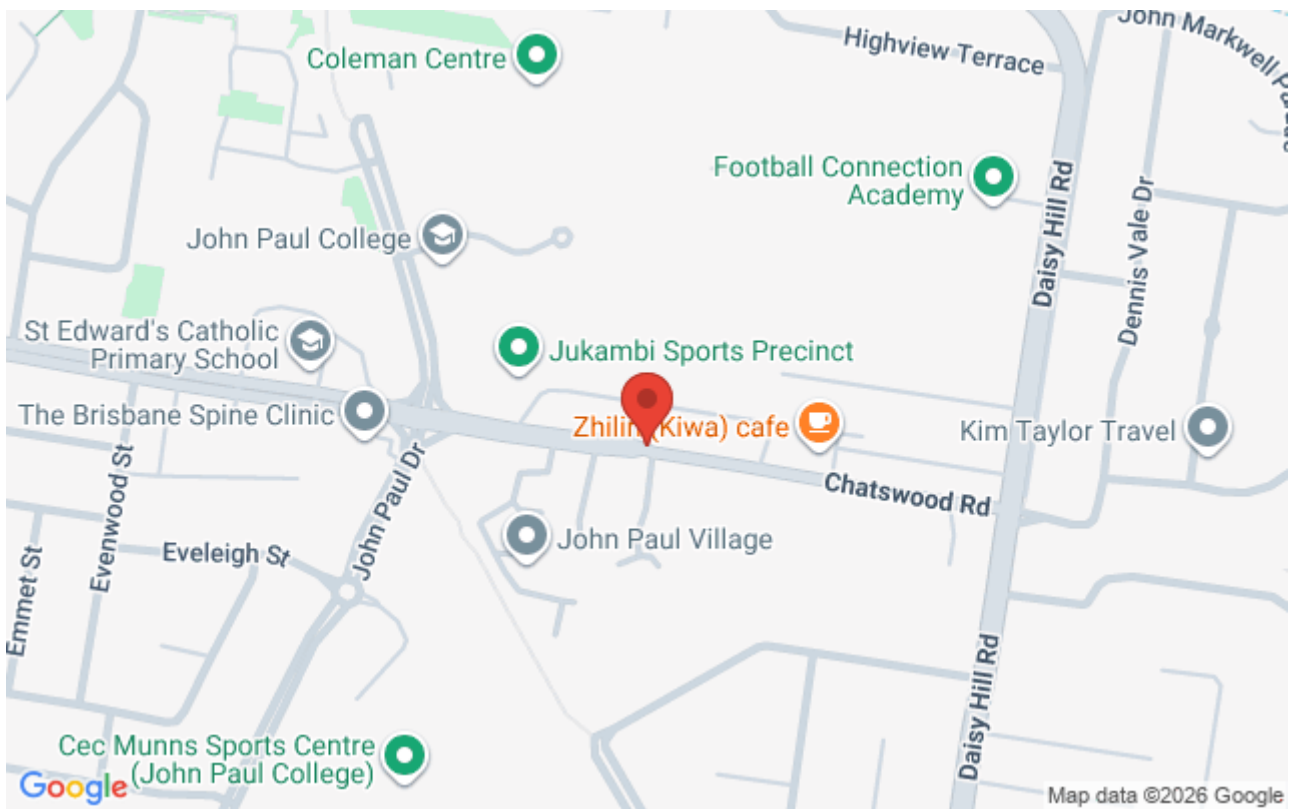 Coleman Centre
Highview Terrace
John Markwell
Football Connection
Academy
Daisy Hill Rd
Dennis Vale Dr
John Paul College
St Edward's Catholic
Primary School
Jukambi Sports Precinct
The Brisbane Spine Clinic
(Kiwa) cafe
Kim Taylor Travel
Chatswood Rd
John Paul Dr
Evenwood St
Emmet St
Eveleigh St
John Paul Village
Daisy Hill Rd
Cec Munns Sports Centre
(John Paul College)
Google
Map data ©2026 Google